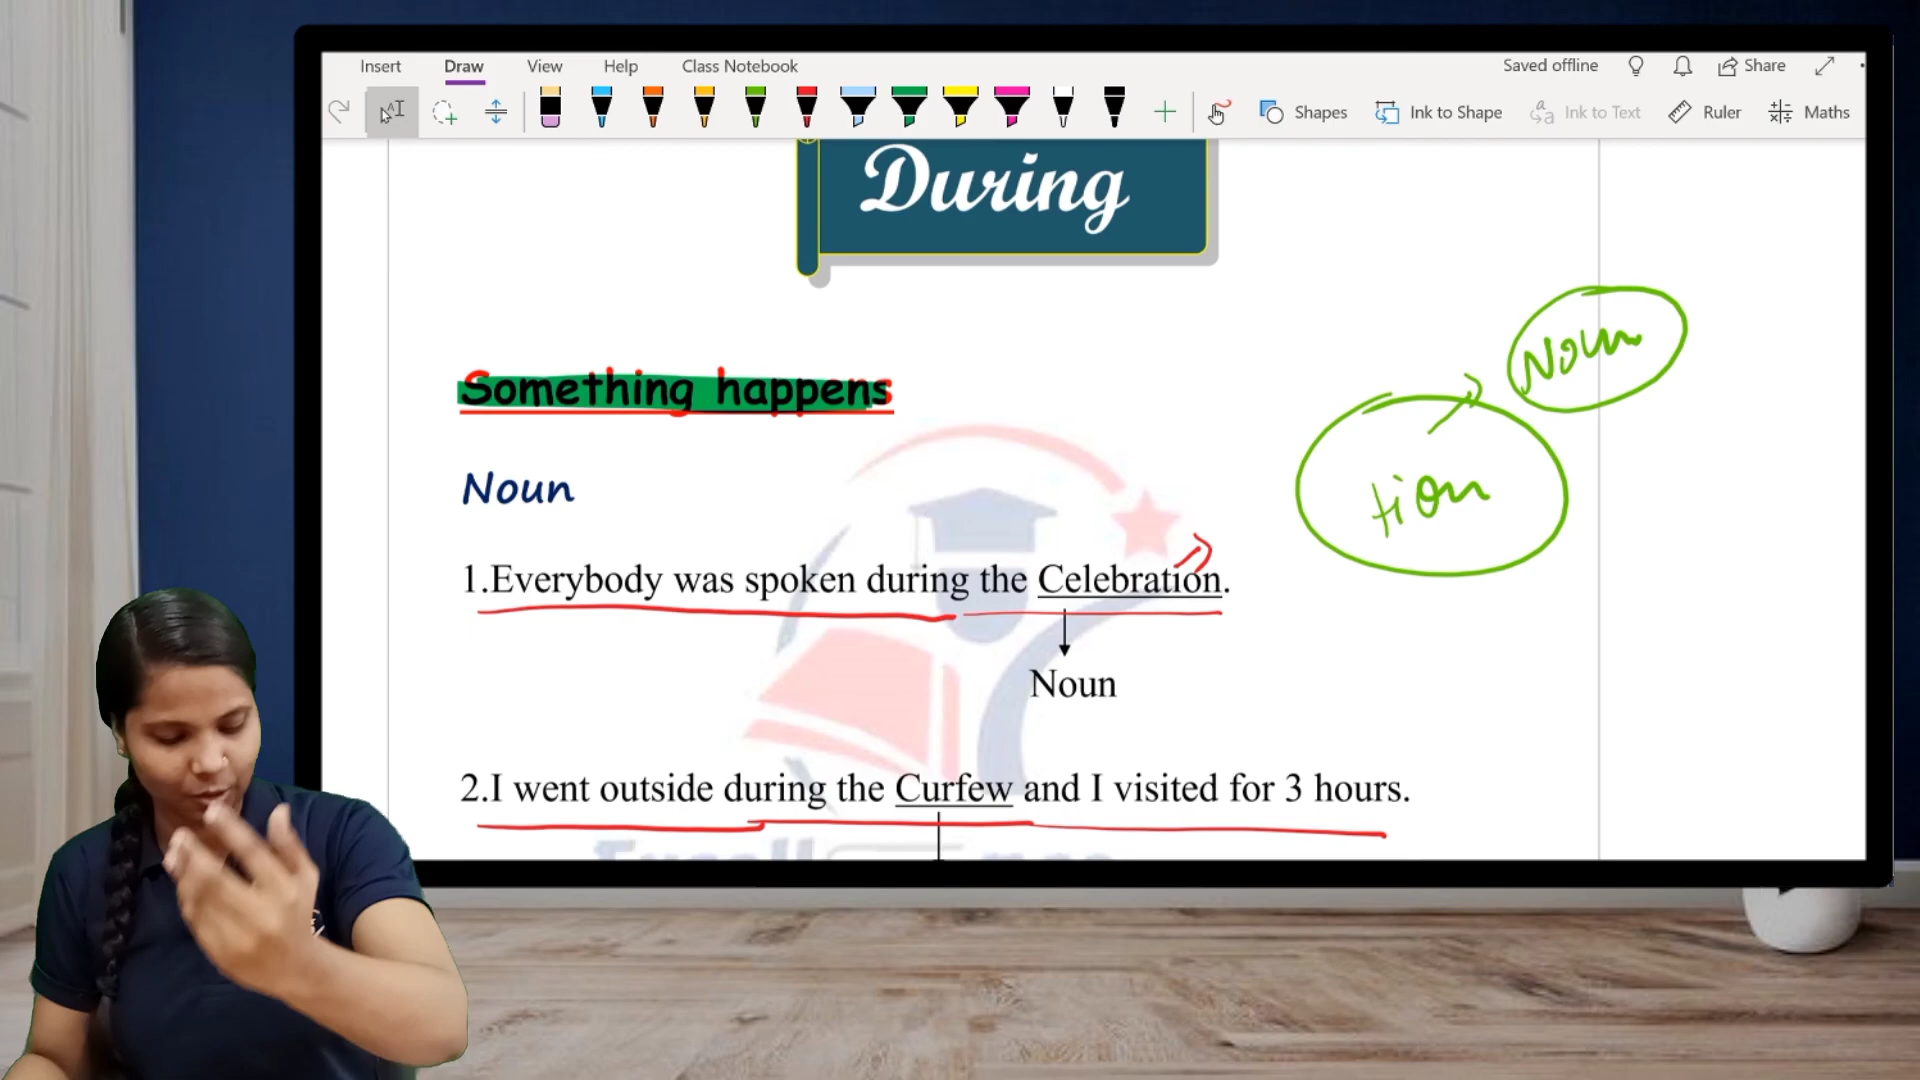 Insert Draw View Help Class Notebook Saved offline Share
Shapes Ink to Shape Ink to Text Ruler Maths
During
Noun
Something happens
tion
Noun
1.Everybody was spoken during the Celebration.
Noun
2.I went outside during the Curfew and I visited for 3 hours.